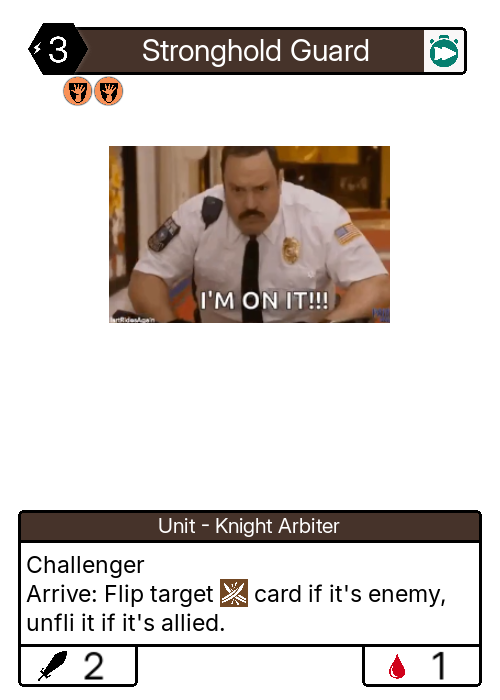 3 Stronghold Guard
I'M ON IT!!!
Unit - Knight Arbiter
Challenger
Arrive: Flip target card if it's enemy,
unfli it if it's allied.
2 1